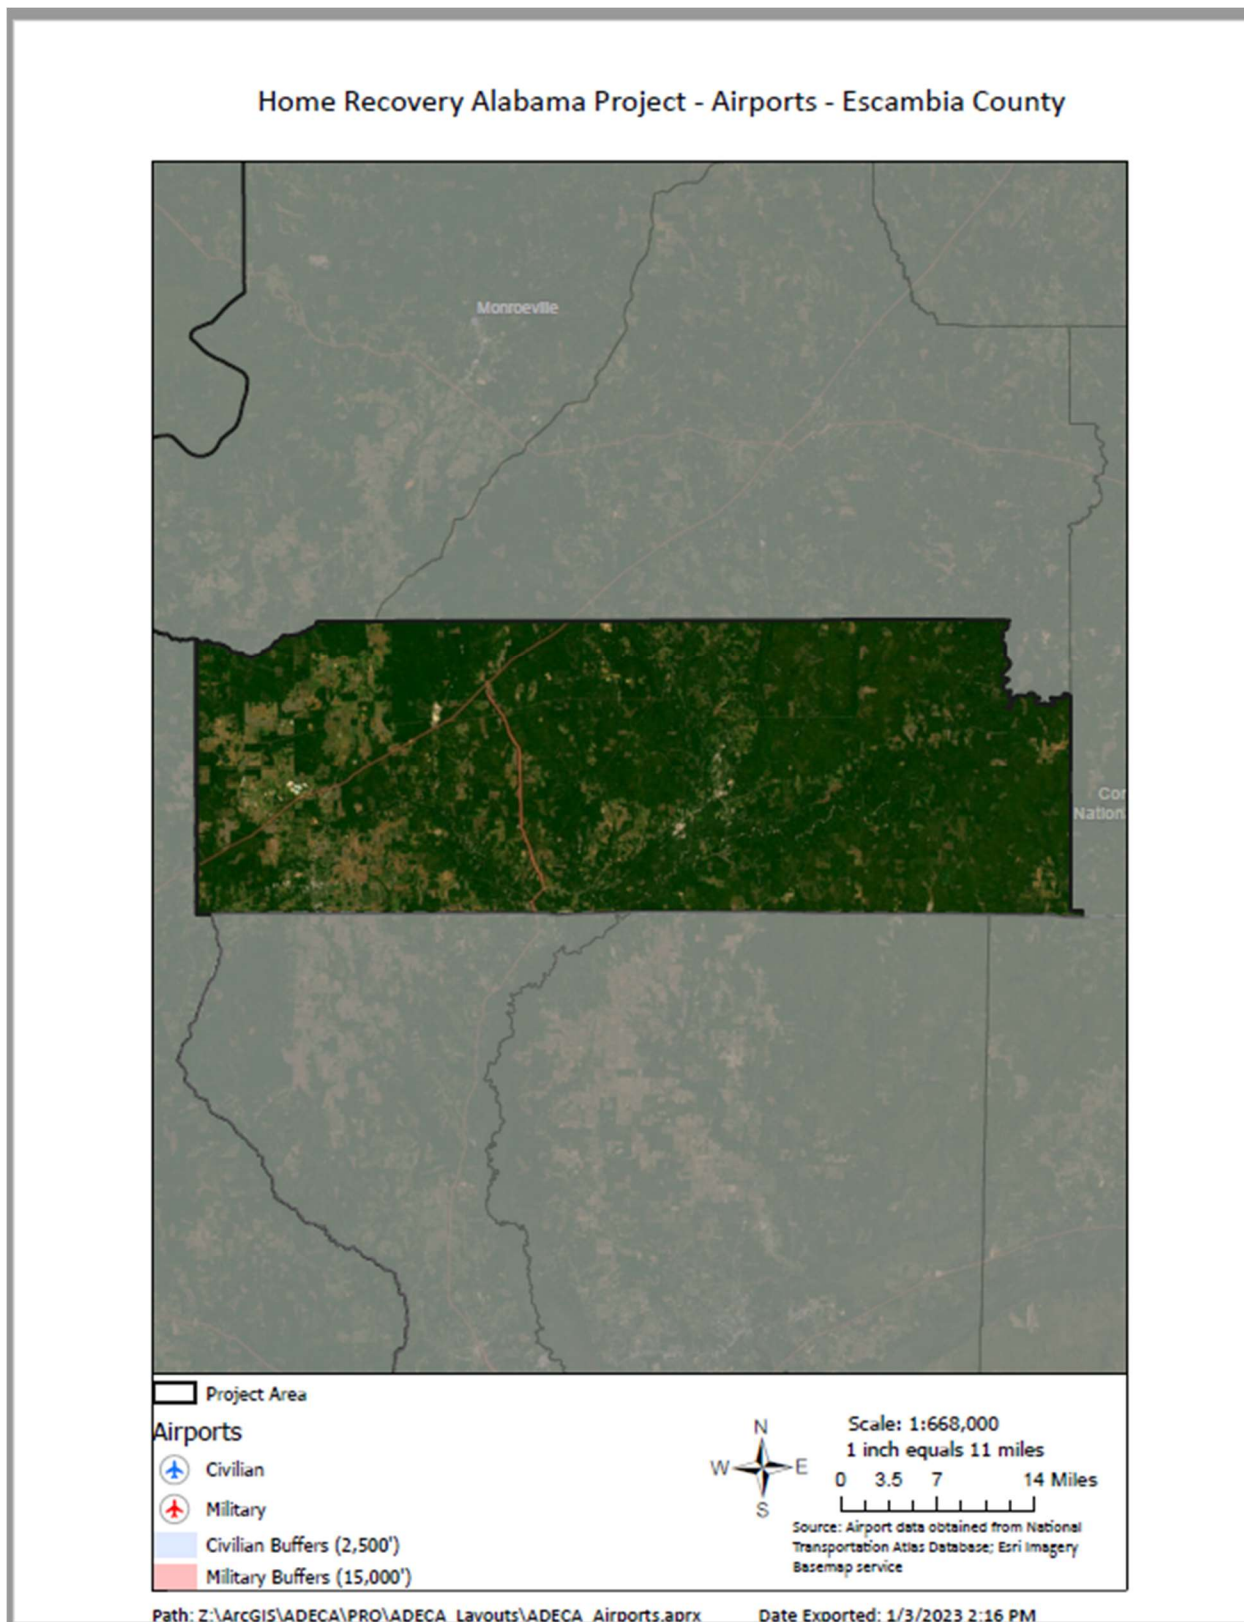 Home Recovery Alabama Project - Airports - Escambia County
Monroeville
Cor
Nation
Project Area
Airports
Civilian
Military
Civilian Buffers (2,500')
Military Buffers (15,000')
N
W E
S
Scale: 1:668,000
1 inch equals 11 miles
0 3.5 7 14 Miles
Source: Airport data obtained from National
Transportation Atlas Database; Esri Imagery
Basemap service
Path: Z:\ArcGIS\ADECA\PRO\ADECA_Layouts\ADECA_Airports.aprx Date Exported: 1/3/2023 2:16 PM